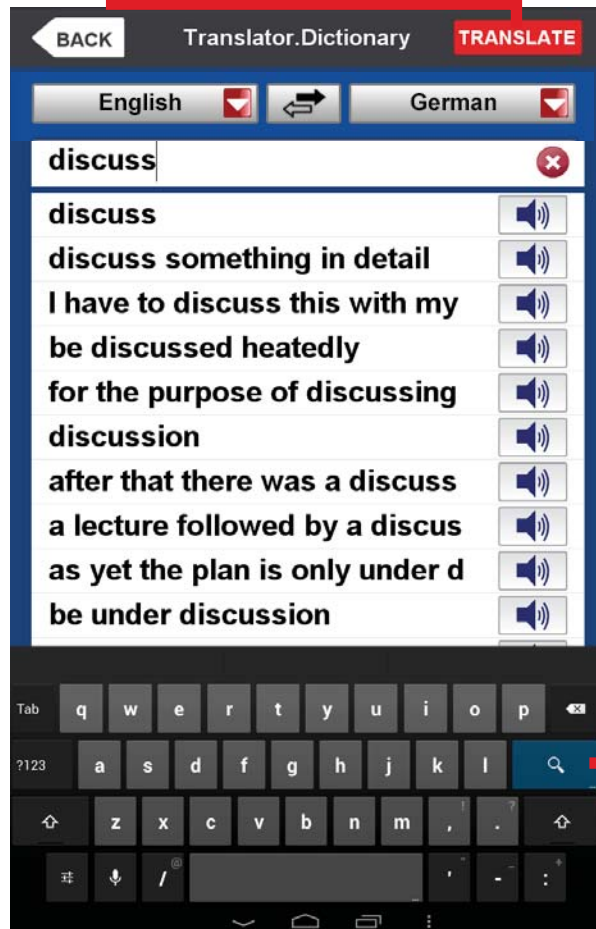 BACK Translator.Dictionary TRANSLATE
English German
discuss
discuss
discuss something in detail
I have to discuss this with my
be discussed heatedly
for the purpose of discussing
discussion
after that there was a discuss
a lecture followed by a discus
as yet the plan is only under d
be under discussion
Tab q w e r t y u i o p
?123 a s d f g h j k l
! ?
z x c v b n m , .
@ " _ +
/ ' - :